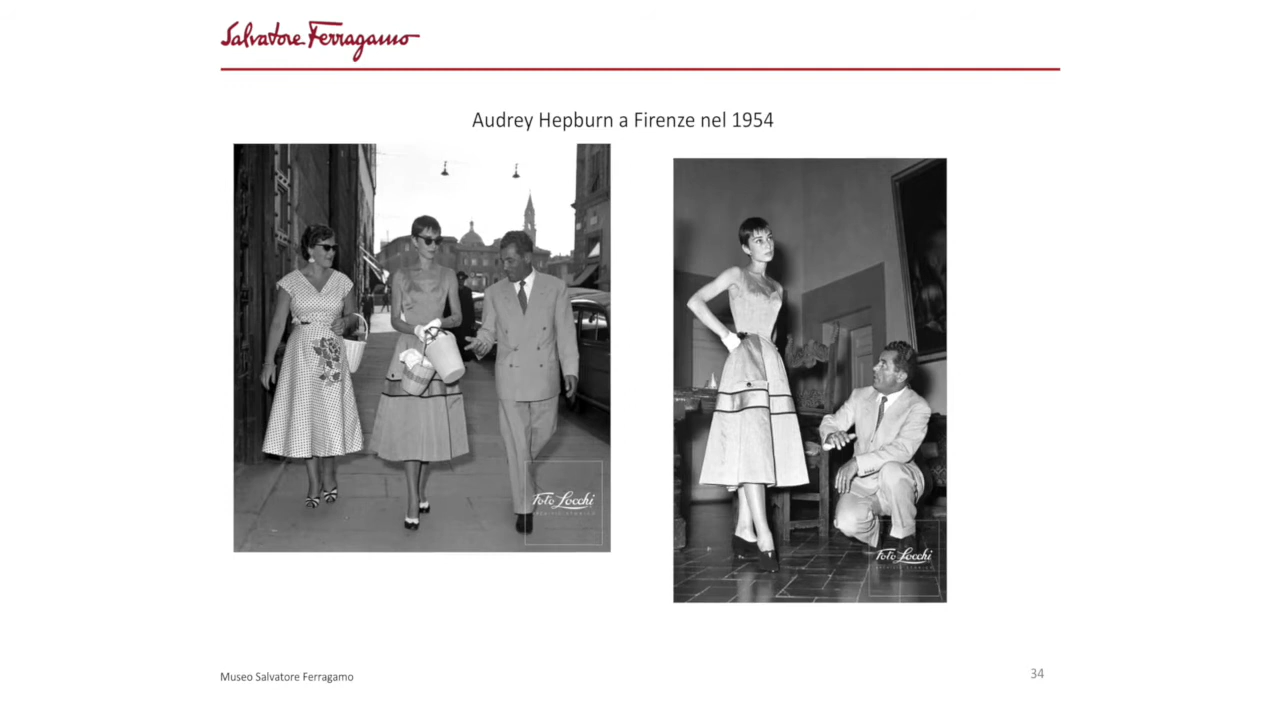 Salvatore Ferragamo
Audrey Hepburn a Firenze nel 1954
Foto Locchi
Foto Locchi
Museo Salvatore Ferragamo
34